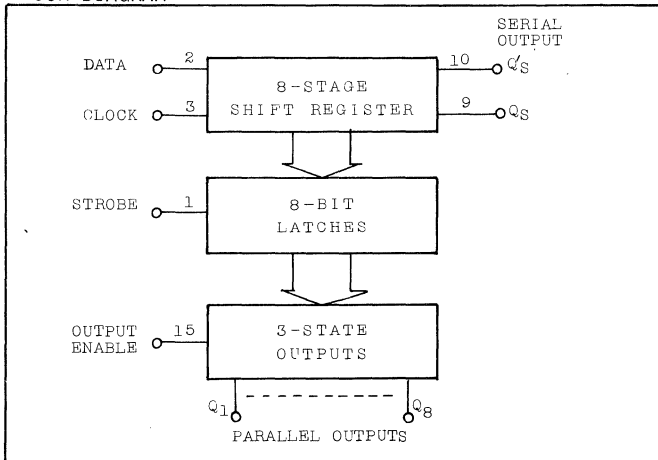 SERIAL
OUTPUT
DATA 2 8-STAGE 10 Q'S
CLOCK 3 SHIFT REGISTER 9 QS
STROBE 1 8-BIT
LATCHES
OUTPUT 15 3-STATE
ENABLE OUTPUTS
Q1 Q8
PARALLEL OUTPUTS